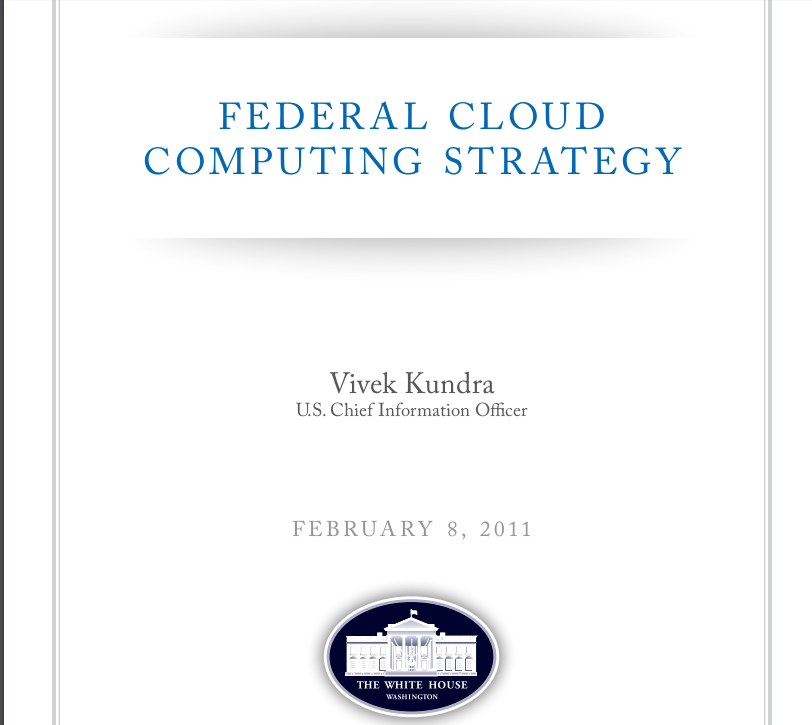 FEDERAL CLOUD
COMPUTING STRATEGY
Vivek Kundra
U.S. Chief Information Officer
FEBRUARY 8, 2011
THE WHITE HOUSE
WASHINGTON